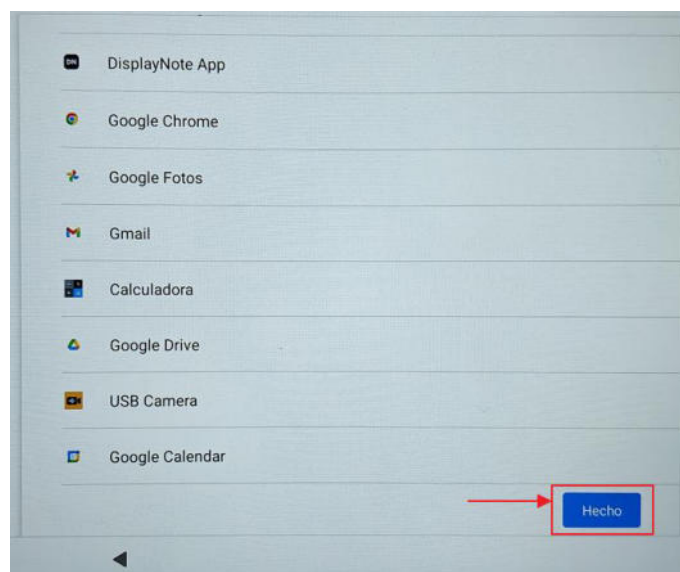 DisplayNote App
Google Chrome
Google Fotos
Gmail
Calculadora
Google Drive
USB Camera
Google Calendar
Hecho